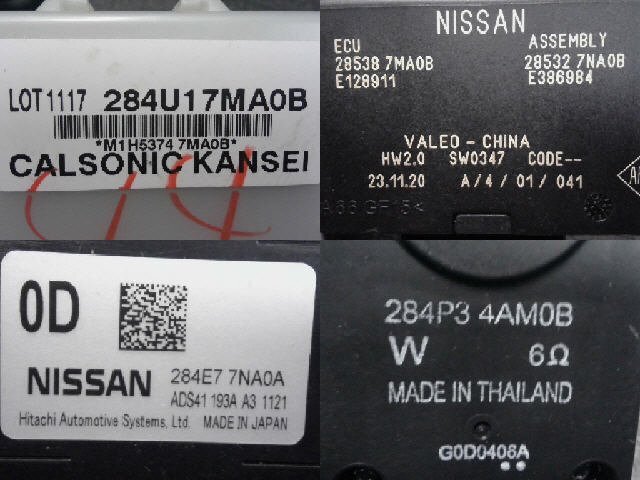 LOT1117 284U17MA0B
*M1H5374 7MA0B*
CALSONIC KANSEI
NISSAN
ECU ASSEMBLY
28538 7MA0B 28532 7NA0B
E128911 E386984
VALEO - CHINA
HW2.0 SW0347 CODE--
23.11.20 A/4/01/041
0D
NISSAN 284E7 7NA0A
ADS41 193A A3 1121
Hitachi Automotive Systems, Ltd. MADE IN JAPAN
284P3 4AM0B
W 6Ω
MADE IN THAILAND
G0D0408A